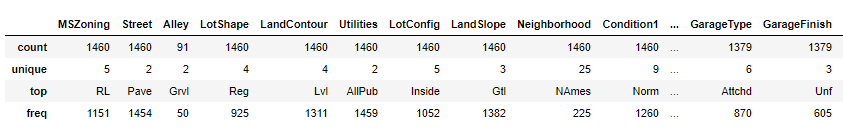 MSZoning Street Alley LotShape LandContour Utilities LotConfig LandSlope Neighborhood Condition1 ... GarageType GarageFinish
count 1460 1460 91 1460 1460 1460 1460 1460 1460 1460 ... 1379 1379
unique 5 2 2 4 4 2 5 3 25 9 ... 6 3
top RL Pave Grvl Reg Lvl AllPub Inside Gtl NAmes Norm ... Attchd Unf
freq 1151 1454 50 925 1311 1459 1052 1382 225 1260 ... 870 605